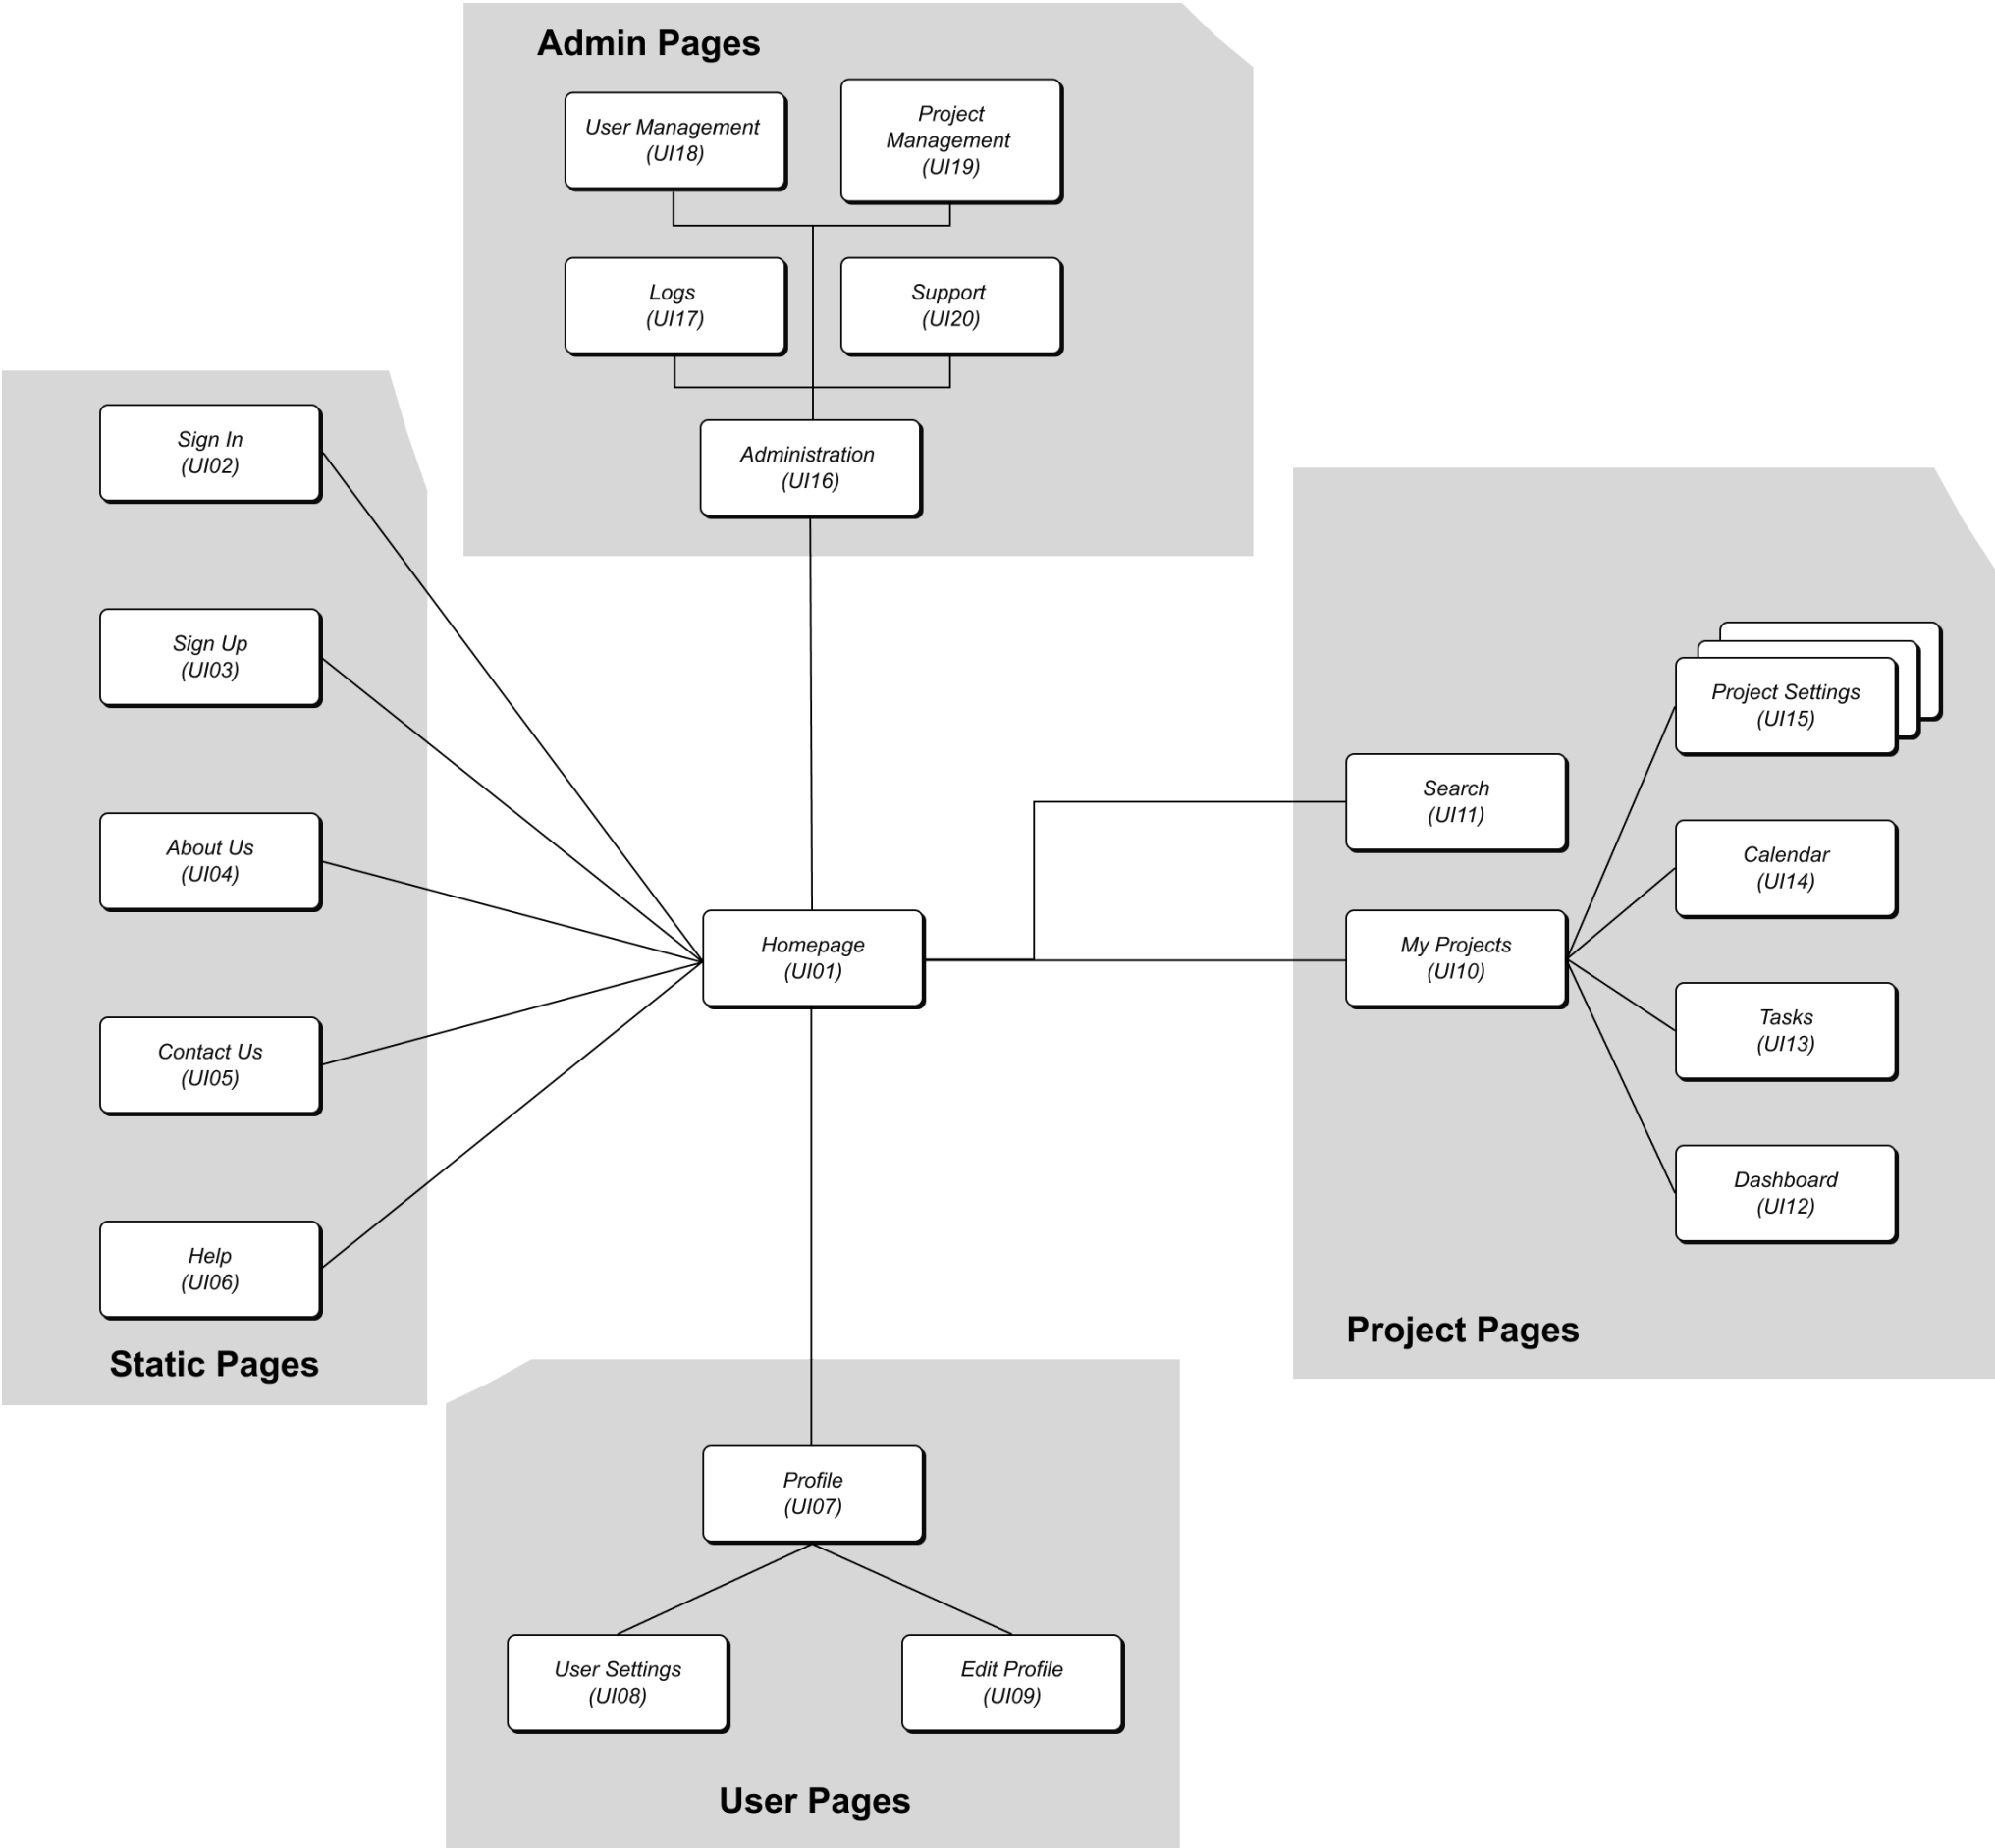 Admin Pages
User Management
(UI18)
Project
Management
(UI19)
Logs
(UI17)
Support
(UI20)
Administration
(UI16)
Sign In
(UI02)
Sign Up
(UI03)
About Us
(UI04)
Contact Us
(UI05)
Help
(UI06)
Static Pages
Homepage
(UI01)
Search
(UI11)
My Projects
(UI10)
Project Settings
(UI15)
Calendar
(UI14)
Tasks
(UI13)
Dashboard
(UI12)
Project Pages
Profile
(UI07)
User Settings
(UI08)
Edit Profile
(UI09)
User Pages